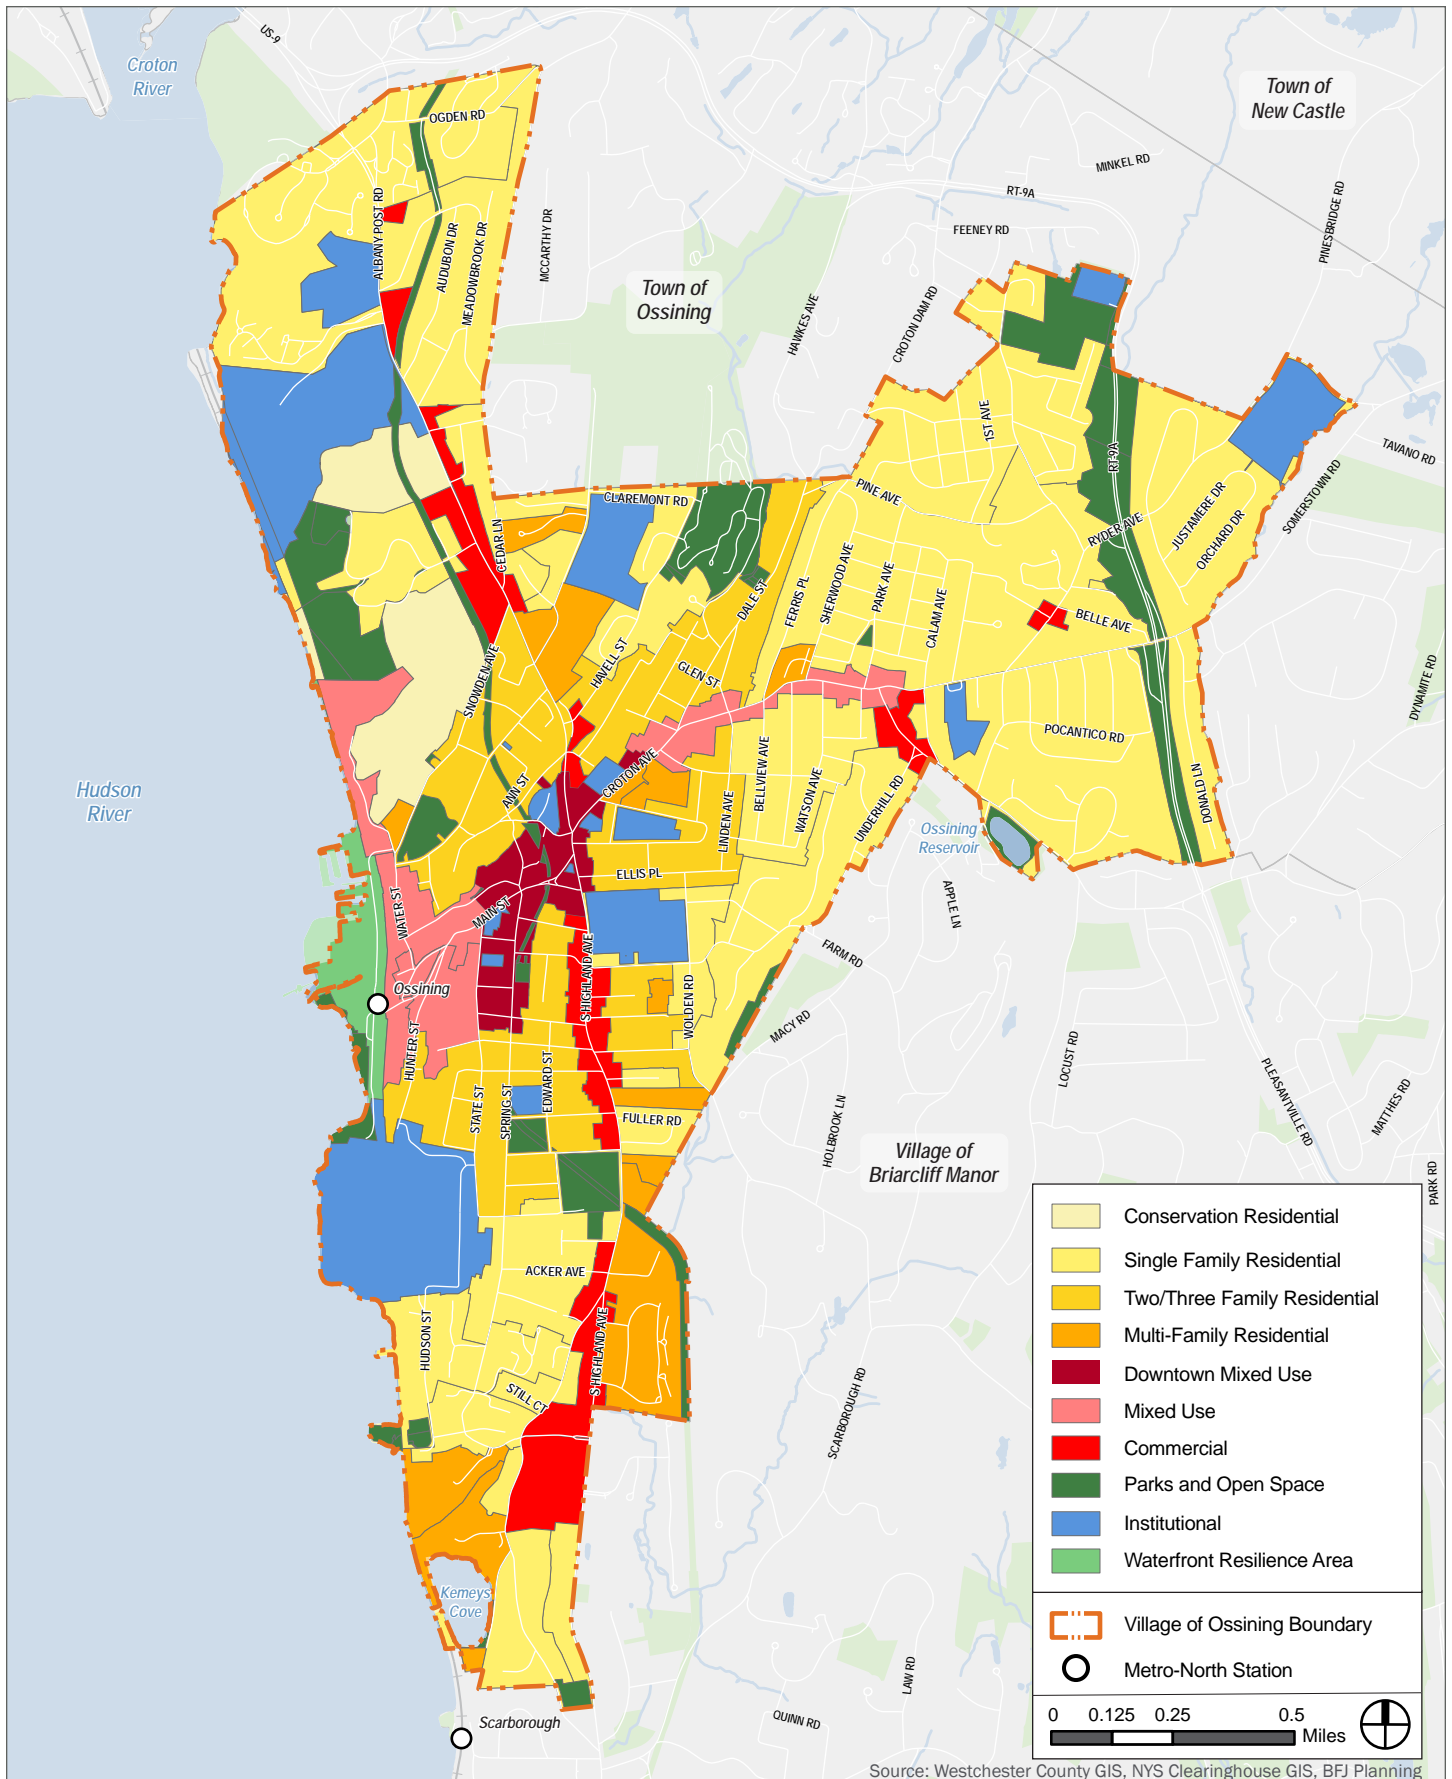 US-9
Croton
River
Town of
New Castle
OGDEN RD
MINKEL RD
RT-9A
PINESBRIDGE RD
ALBANY POST RD
AUDUBON DR
MEADOWBROOK DR
MCCARTHY DR
FEENEY RD
Town of
Ossining
HAWKES AVE
CROTON DAM RD
1ST AVE
RT-9A
TAVANO RD
SOMERSTOWN RD
PINE AVE
CLAREMONT RD
JUSTAMERE DR
ORCHARD DR
RYDER AVE
CEDAR LN
DALE ST
FERRIS PL
SHERWOOD AVE
PARK AVE
CALAM AVE
BELLE AVE
HAVELL ST
SNOWDEN AVE
GLEN ST
DYNAMITE RD
POCANTICO RD
BELLVIEW AVE
CROTON AVE
ANN ST
WATSON AVE
UNDERHILL RD
DONALD LN
Hudson
River
LINDEN AVE
Ossining
Reservoir
ELLIS PL
APPLE LN
WATER ST
MAIN ST
FARM RD
S HIGHLAND AVE
Ossining
WOLDEN RD
MACY RD
HUNTER ST
LOCUST RD
PLEASANTVILLE RD
MATTHES RD
STATE ST
SPRING ST
EDWARD ST
FULLER RD
HOLBROOK LN
Village of
Briarcliff Manor
PARK RD
Conservation Residential
Single Family Residential
ACKER AVE
Two/Three Family Residential
HUDSON ST
S HIGHLAND AVE
Multi-Family Residential
Downtown Mixed Use
STILL CT
SCARBOROUGH RD
Mixed Use
Commercial
Parks and Open Space
Institutional
Waterfront Resilience Area
Kemeys
Cove
Village of Ossining Boundary
LAW RD
Metro-North Station
QUINN RD
Scarborough
0 0.125 0.25 0.5
Miles
Source: Westchester County GIS, NYS Clearinghouse GIS, BFJ Planning